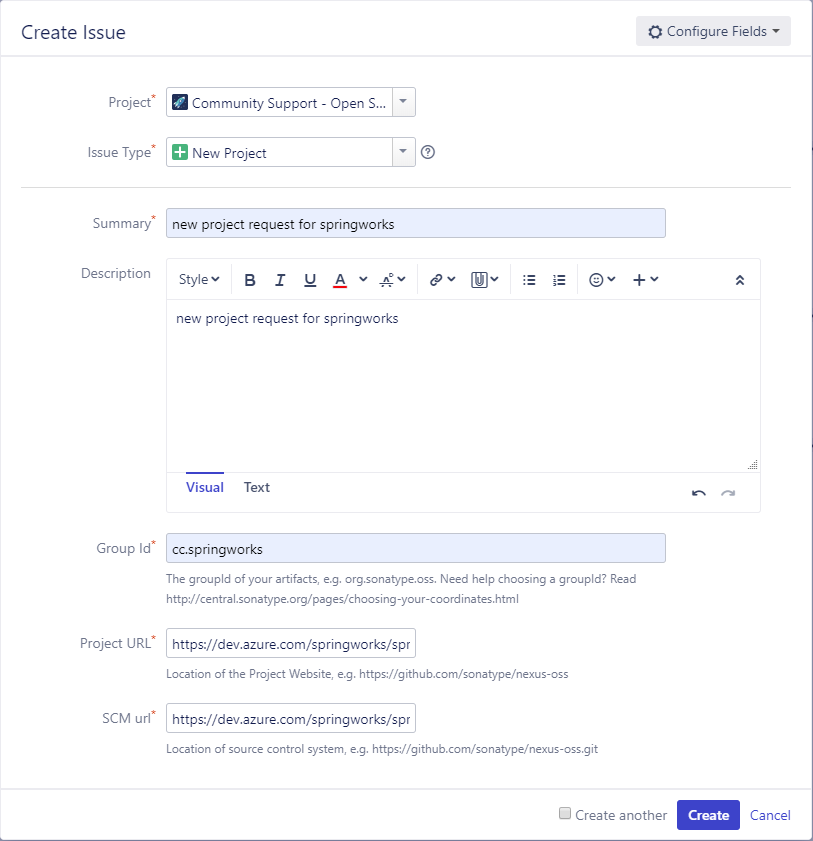 Create Issue
Configure Fields
Project*
Community Support - Open S...
Issue Type*
New Project
Summary*
new project request for springworks
Description
Style B I U A
new project request for springworks
Visual Text
Group Id*
cc.springworks
The groupId of your artifacts, e.g. org.sonatype.oss. Need help choosing a groupId? Read
http://central.sonatype.org/pages/choosing-your-coordinates.html
Project URL*
https://dev.azure.com/springworks/spr
Location of the Project Website, e.g. https://github.com/sonatype/nexus-oss
SCM url*
https://dev.azure.com/springworks/spr
Location of source control system, e.g. https://github.com/sonatype/nexus-oss.git
Create another Create Cancel